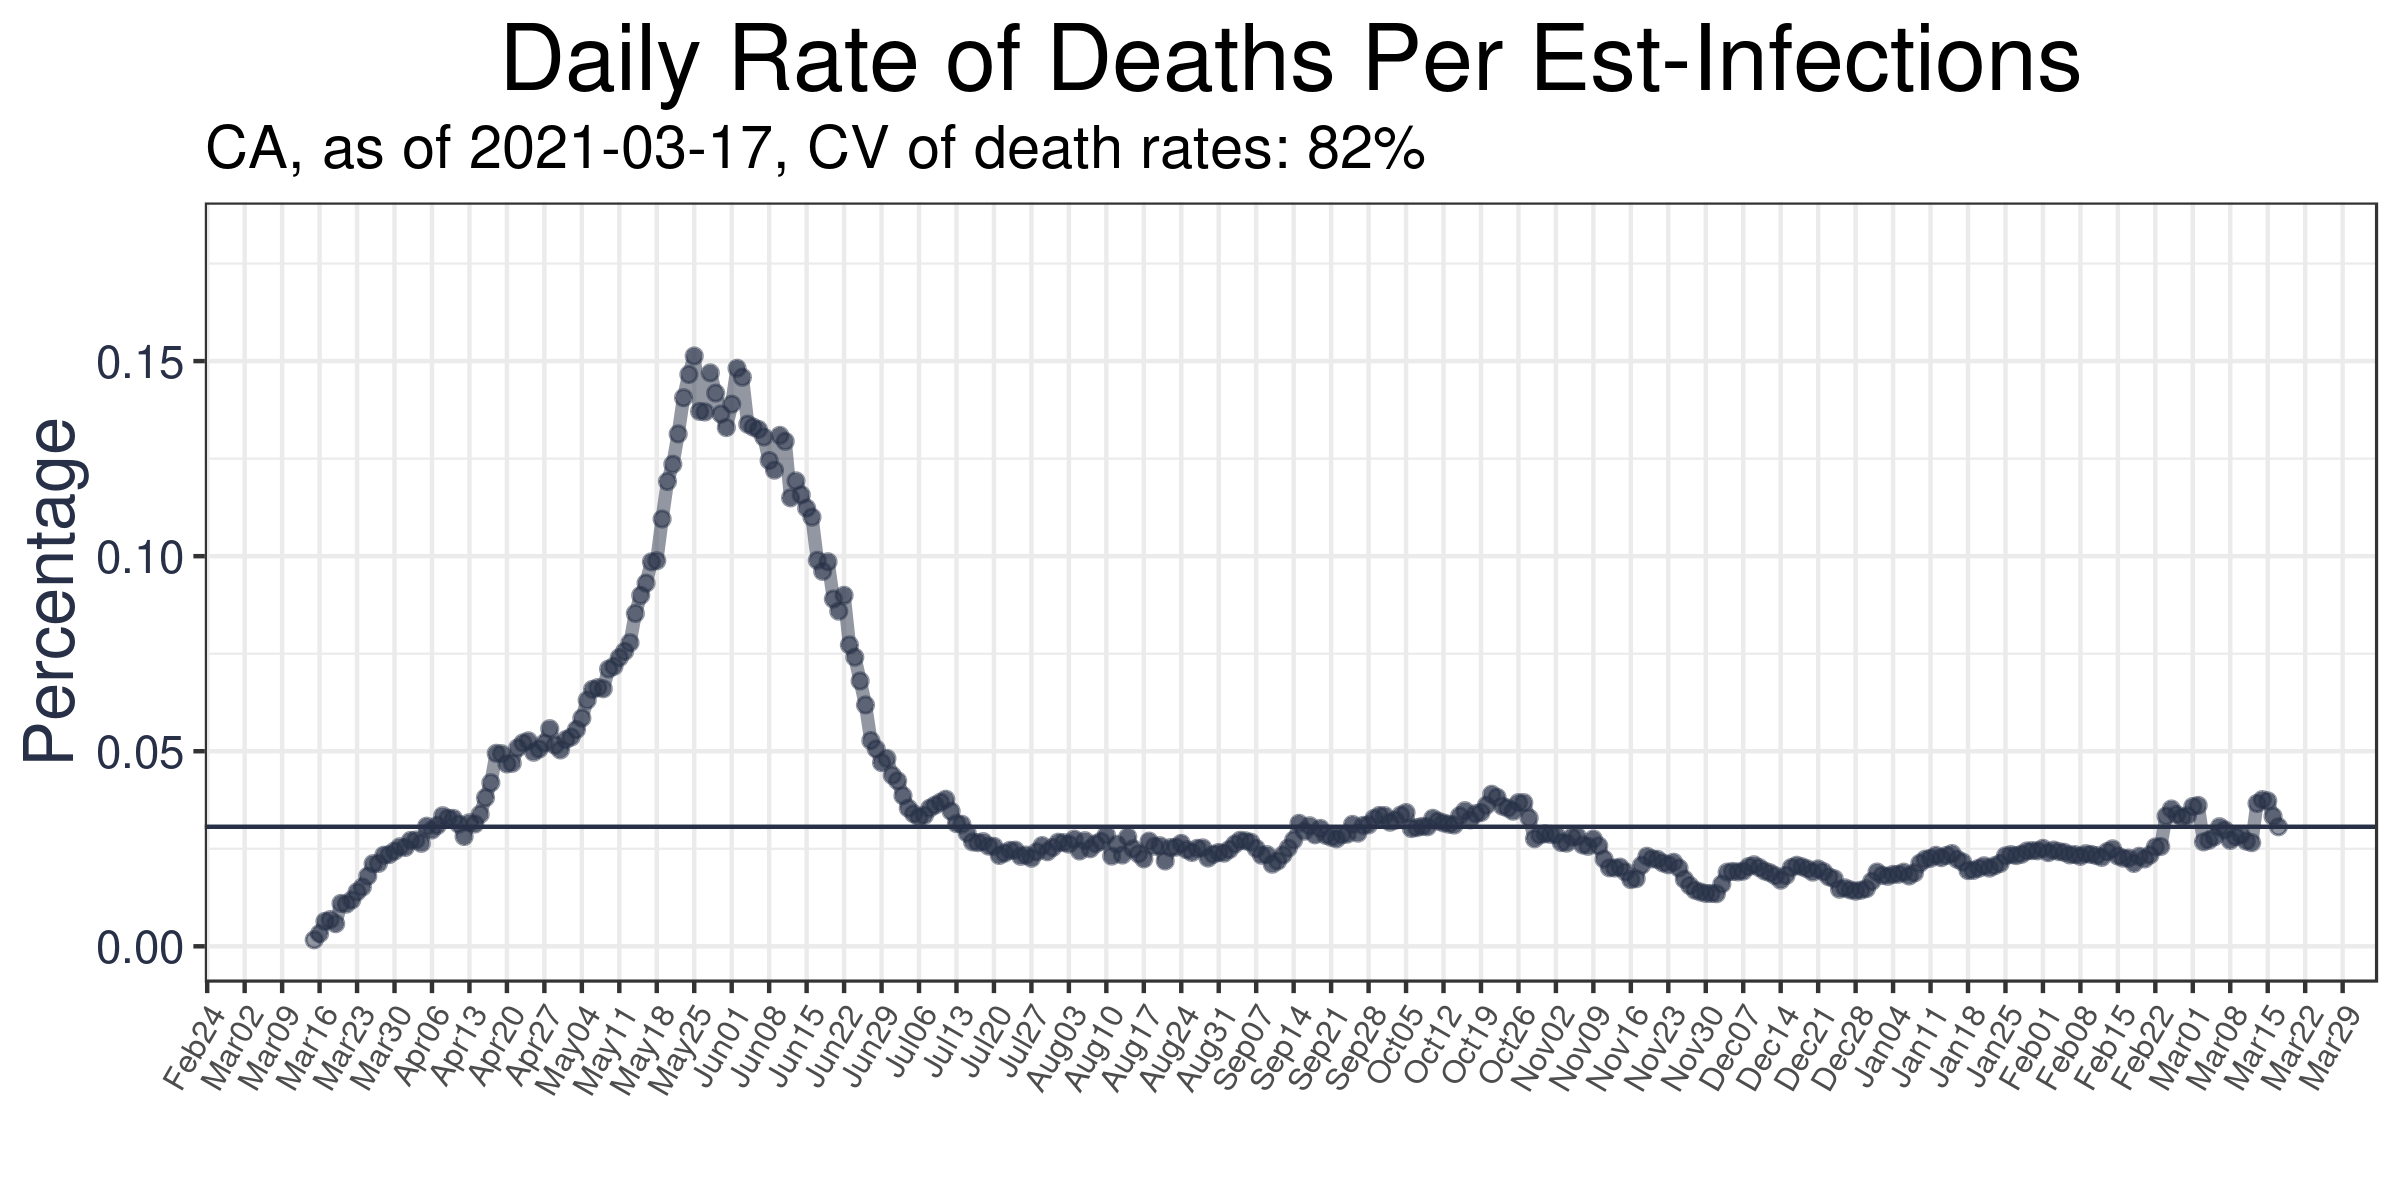 Daily Rate of Deaths Per Est-Infections
CA, as of 2021-03-17, CV of death rates: 82%
Percentage
0.15
0.10
0.05
0.00
Feb24
Mar02
Mar09
Mar16
Mar23
Mar30
Apr06
Apr13
Apr20
Apr27
May04
May11
May18
May25
Jun01
Jun08
Jun15
Jun22
Jun29
Jul06
Jul13
Jul20
Jul27
Aug03
Aug10
Aug17
Aug24
Aug31
Sep07
Sep14
Sep21
Sep28
Oct05
Oct12
Oct19
Oct26
Nov02
Nov09
Nov16
Nov23
Nov30
Dec07
Dec14
Dec21
Dec28
Jan04
Jan11
Jan18
Jan25
Feb01
Feb08
Feb15
Feb22
Mar01
Mar08
Mar15
Mar22
Mar29